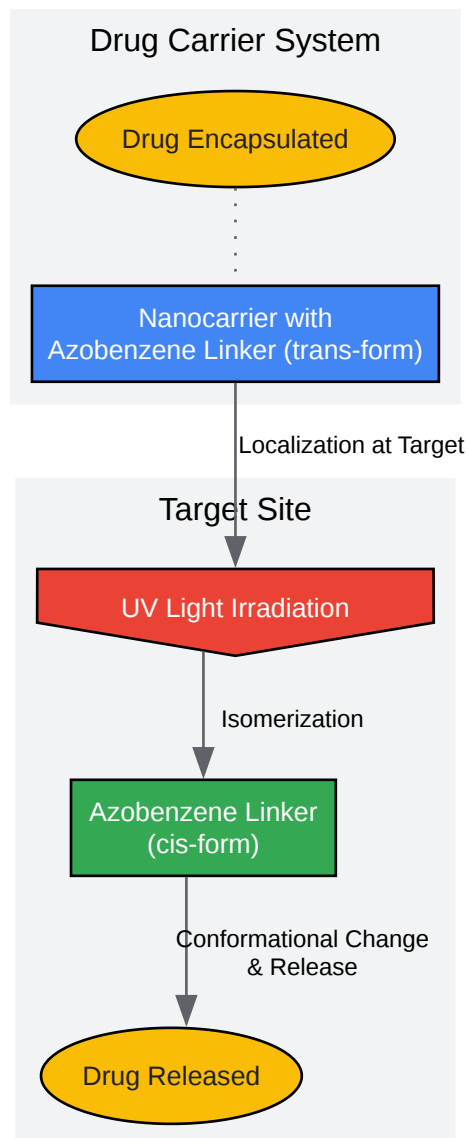 Drug Carrier System
Drug Encapsulated
Nanocarrier with
Azobenzene Linker (trans-form)
Localization at Target
Target Site
UV Light Irradiation
Isomerization
Azobenzene Linker
(cis-form)
Conformational Change
& Release
Drug Released